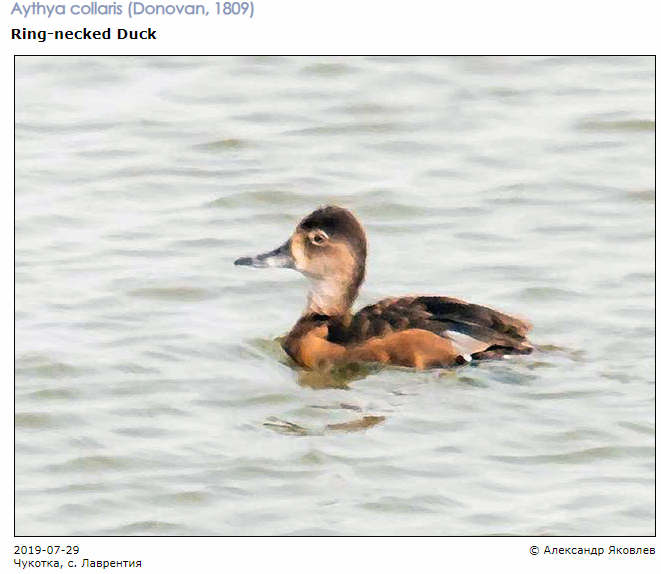 Aythya collaris (Donovan, 1809)
Ring-necked Duck
2019-07-29
© Александр Яковлев
Чукотка, с. Лаврентия